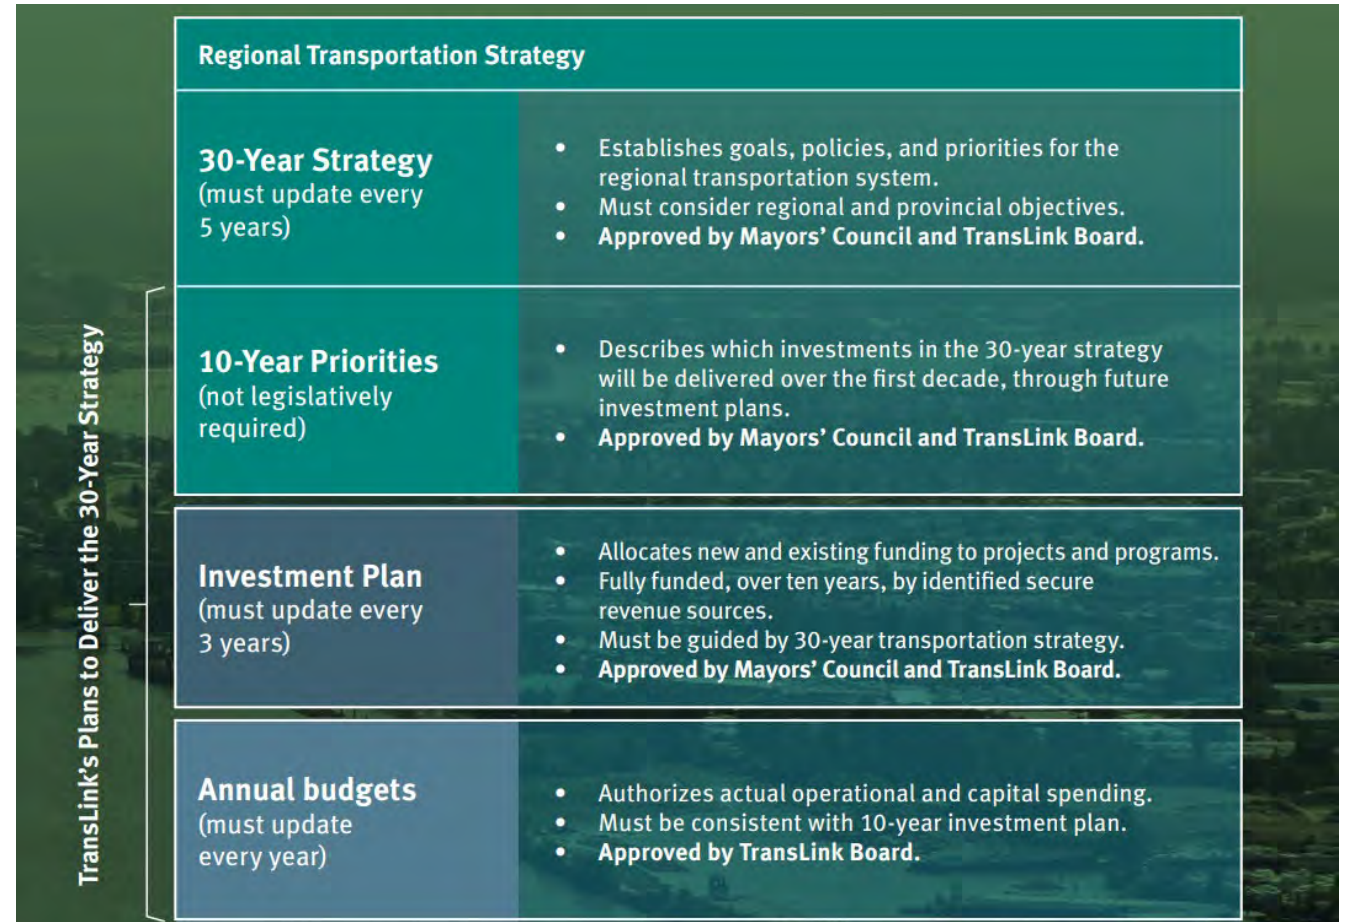 Regional Transportation Strategy
30-Year Strategy
(must update every
5 years)
• Establishes goals, policies, and priorities for the
regional transportation system.
• Must consider regional and provincial objectives.
• Approved by Mayors’ Council and TransLink Board.
TransLink’s Plans to Deliver the 30-Year Strategy
10-Year Priorities
(not legislatively
required)
• Describes which investments in the 30-year strategy
will be delivered over the first decade, through future
investment plans.
• Approved by Mayors’ Council and TransLink Board.
Investment Plan
(must update every
3 years)
• Allocates new and existing funding to projects and programs.
• Fully funded, over ten years, by identified secure
revenue sources.
• Must be guided by 30-year transportation strategy.
• Approved by Mayors’ Council and TransLink Board.
Annual budgets
(must update
every year)
• Authorizes actual operational and capital spending.
• Must be consistent with 10-year investment plan.
• Approved by TransLink Board.